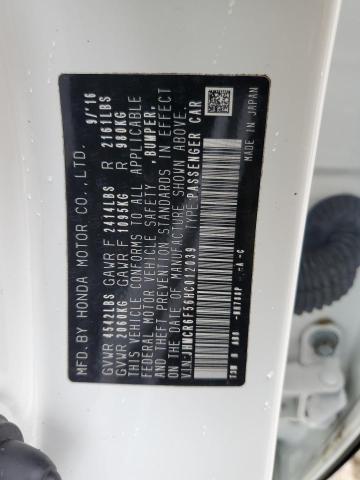 MFD.BY HONDA MOTOR CO.,LTD. 9/'16
GVWR 4542LBS GAWR F 2414LBS R 2161LBS
GVWR 2060KG GAWR F 1095KG R 980KG
THIS VEHICLE CONFORMS TO ALL APPLICABLE
FEDERAL MOTOR VEHICLE SAFETY, BUMPER,
AND THEFT PREVENTION STANDARDS IN EFFECT
ON THE DATE OF MANUFACTURE SHOWN ABOVE.
VIN:JHMCR6F56HC012039 TYPE:PASSENGER CAR
MADE IN JAPAN